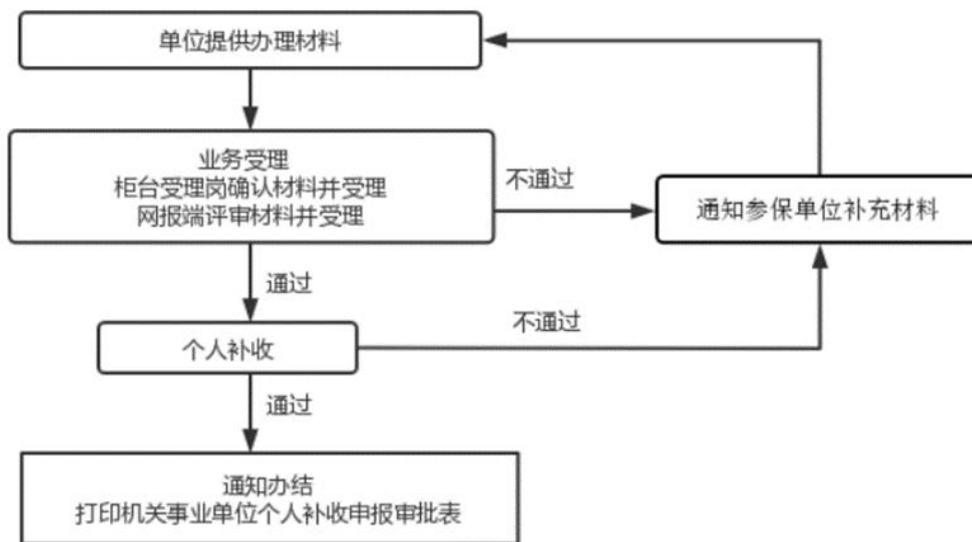 单位提供办理材料
业务受理
柜台受理岗确认材料并受理
网报端评审材料并受理
不通过
通知参保单位补充材料
通过
不通过
个人补收
通过
通知办结
打印机关事业单位个人补收申报审批表